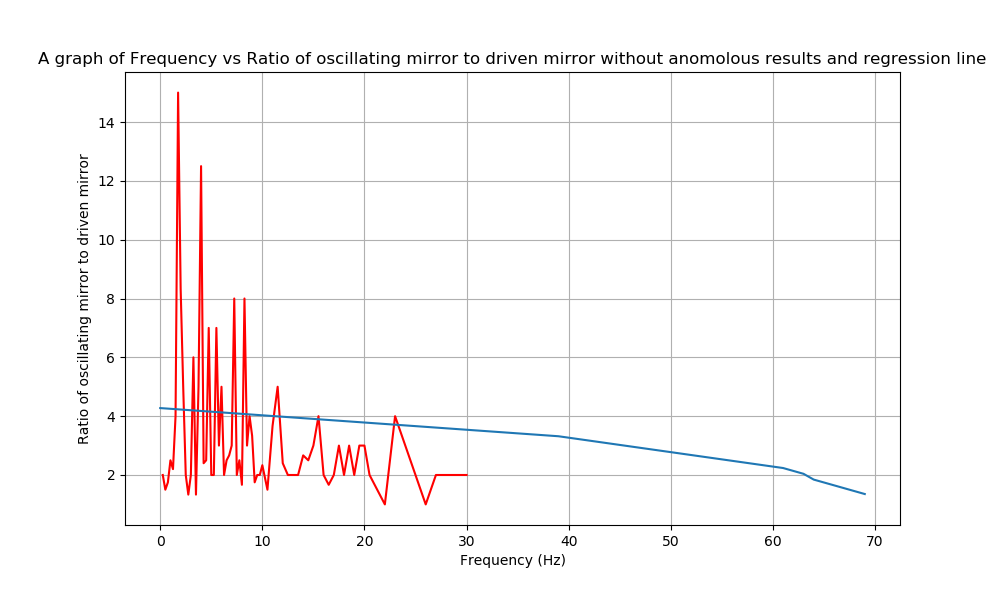 A graph of Frequency vs Ratio of oscillating mirror to driven mirror without anomolous results and regression line
Ratio of oscillating mirror to driven mirror
14
12
10
8
6
4
2
0 10 20 30 40 50 60 70
Frequency (Hz)